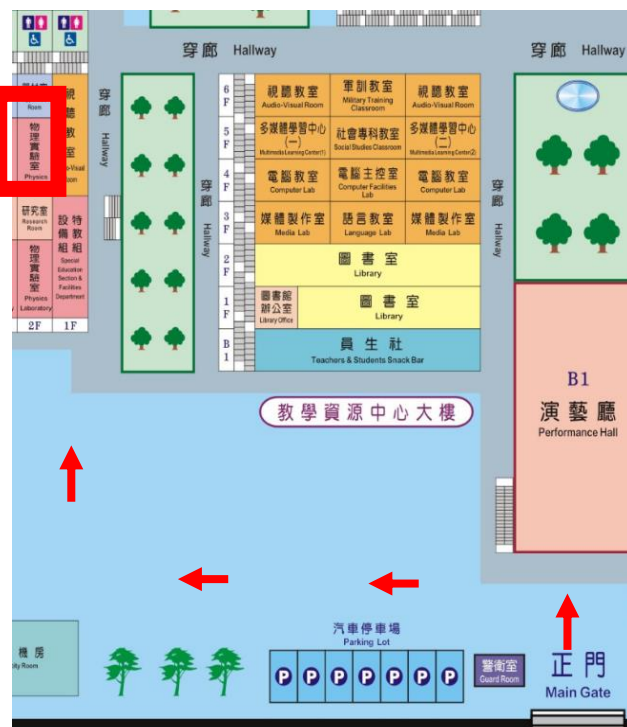 穿廊 Hallway
穿廊 Hallway
Room
物理實驗室
Physics
視聽教室
穿廊
Hallway
研究室
Research
Room
物理實驗室
Physics
Laboratory
設備組
特教組
Special
Education
Section &
Facilities
Department
2F
1F
穿廊
Hallway
6F
視聽教室
Audio-Visual Room
軍訓教室
Military Training
Classroom
視聽教室
Audio-Visual Room
5F
多媒體學習中心
(一)
Multimedia Learning Center(1)
社會專科教室
Social Studies Classroom
多媒體學習中心
(二)
Multimedia Learning Center(2)
4F
電腦教室
Computer Lab
電腦主控室
Computer Facilities
Lab
電腦教室
Computer Lab
3F
媒體製作室
Media Lab
語言教室
Language Lab
媒體製作室
Media Lab
2F
圖書室
Library
1F
圖書館
辦公室
Library Office
圖書室
Library
B1
員生社
Teachers & Students Snack Bar
穿廊
Hallway
教學資源中心大樓
B1
演藝廳
Performance Hall
機房
Room
汽車停車場
Parking Lot
P P P P P P P
警衛室
Guard Room
正門
Main Gate